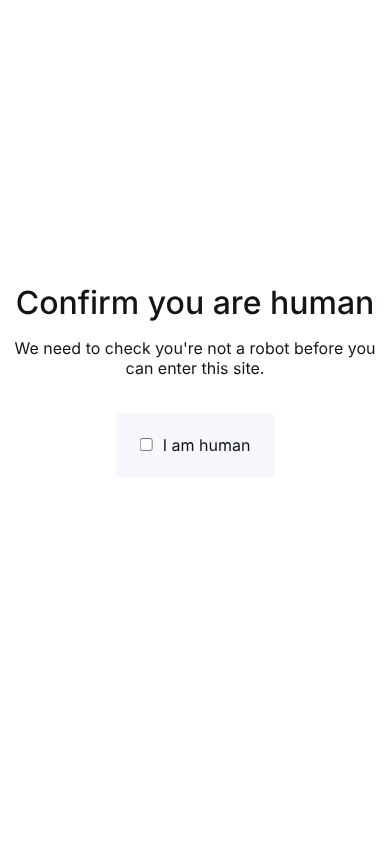 Confirm you are human
We need to check you're not a robot before you
can enter this site.
I am human